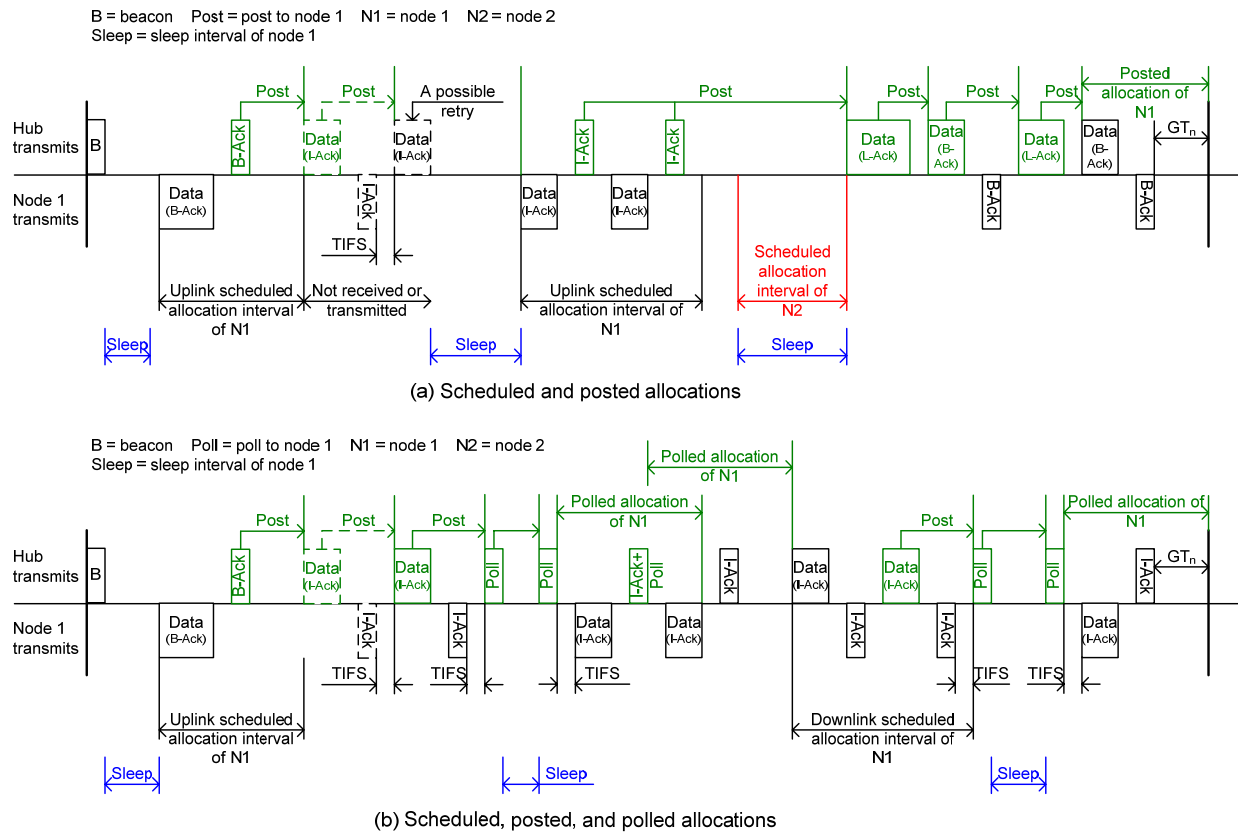 B = beacon Post = post to node 1 N1 = node 1 N2 = node 2
Sleep = sleep interval of node 1
Post
Post
A possible
retry
Post
Post
Post
Post
Posted
allocation of
N1
Hub
transmits
B
B-Ack
Data
(I-Ack)
Data
(I-Ack)
I-Ack
I-Ack
Data
(L-Ack)
Data
(B-
Ack)
Data
(L-Ack)
Data
(B-
Ack)
GTn
Node 1
transmits
Data
(B-Ack)
I-Ack
Data
(I-Ack)
Data
(I-Ack)
B-Ack
B-Ack
TIFS
Uplink scheduled
allocation interval
of N1
Not received or
transmitted
Uplink scheduled
allocation interval of
N1
Scheduled
allocation
interval of
N2
Sleep
Sleep
Sleep
(a) Scheduled and posted allocations
B = beacon Poll = poll to node 1 N1 = node 1 N2 = node 2
Sleep = sleep interval of node 1
Polled allocation
of N1
Post
Post
Post
Polled allocation
of N1
Post
Polled allocation of
N1
Hub
transmits
B
B-Ack
Data
(I-Ack)
Data
(I-Ack)
Poll
Poll
I-Ack+
Poll
I-Ack
Data
(I-Ack)
Data
(I-Ack)
Poll
Poll
I-Ack
GTn
Node 1
transmits
Data
(B-Ack)
I-Ack
I-Ack
Data
(I-Ack)
Data
(I-Ack)
I-Ack
I-Ack
Data
(I-Ack)
TIFS
TIFS
TIFS
TIFS
TIFS
Uplink scheduled
allocation interval
of N1
Downlink scheduled
allocation interval of
N1
Sleep
Sleep
Sleep
(b) Scheduled, posted, and polled allocations